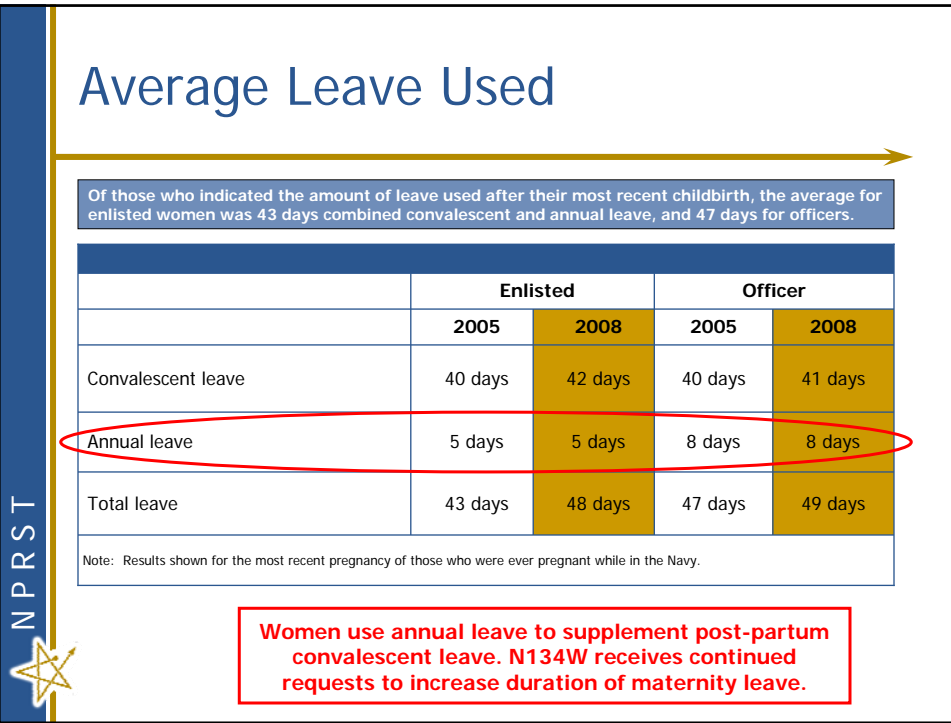 Average Leave Used
Of those who indicated the amount of leave used after their most recent childbirth, the average for
enlisted women was 43 days combined convalescent and annual leave, and 47 days for officers.
Enlisted Officer
2005 2008 2005 2008
Convalescent leave 40 days 42 days 40 days 41 days
Annual leave 5 days 5 days 8 days 8 days
Total leave 43 days 48 days 47 days 49 days
Note: Results shown for the most recent pregnancy of those who were ever pregnant while in the Navy.
Women use annual leave to supplement post-partum
convalescent leave. N134W receives continued
requests to increase duration of maternity leave.
NPRST